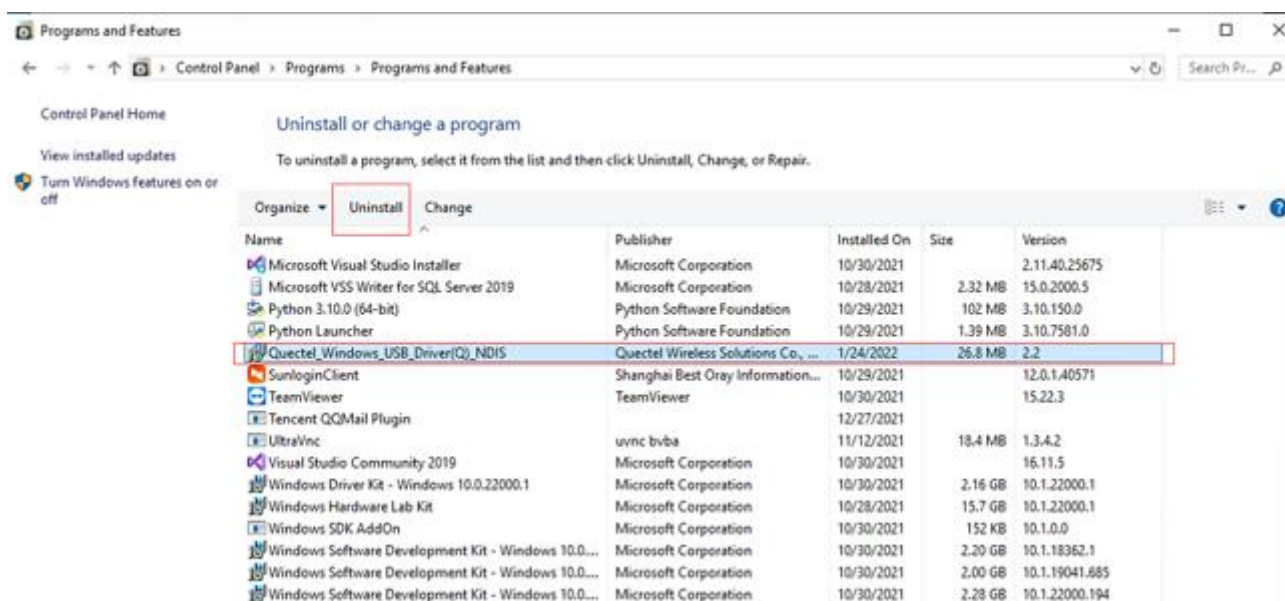 Programs and Features
Control Panel > Programs > Programs and Features
Search Pr...
Control Panel Home
View installed updates
Turn Windows features on or
off
Uninstall or change a program
To uninstall a program, select it from the list and then click Uninstall, Change, or Repair.
Organize Uninstall Change
Name Publisher Installed On Size Version
Microsoft Visual Studio Installer Microsoft Corporation 10/30/2021 2.11.40.25675
Microsoft VSS Writer for SQL Server 2019 Microsoft Corporation 10/28/2021 2.32 MB 15.0.2000.5
Python 3.10.0 (64-bit) Python Software Foundation 10/29/2021 102 MB 3.10.150.0
Python Launcher Python Software Foundation 10/29/2021 1.39 MB 3.10.7581.0
Quectel_Windows_USB_Driver(Q)_NDIS Quectel Wireless Solutions Co., ... 1/24/2022 26.8 MB 2.2
SunloginClient Shanghai Best Oray Information... 10/29/2021 12.0.1.40571
TeamViewer TeamViewer 10/30/2021 15.22.3
Tencent QQMail Plugin 12/27/2021
UltraVnc uvnc bvba 11/12/2021 18.4 MB 1.3.4.2
Visual Studio Community 2019 Microsoft Corporation 10/30/2021 16.11.5
Windows Driver Kit - Windows 10.0.22000.1 Microsoft Corporation 10/30/2021 2.16 GB 10.1.22000.1
Windows Hardware Lab Kit Microsoft Corporation 10/28/2021 15.7 GB 10.1.22000.1
Windows SDK AddOn Microsoft Corporation 10/30/2021 152 KB 10.1.0.0
Windows Software Development Kit - Windows 10.0.... Microsoft Corporation 10/30/2021 2.20 GB 10.1.18362.1
Windows Software Development Kit - Windows 10.0.... Microsoft Corporation 10/30/2021 2.00 GB 10.1.19041.685
Windows Software Development Kit - Windows 10.0.... Microsoft Corporation 10/30/2021 2.28 GB 10.1.22000.194